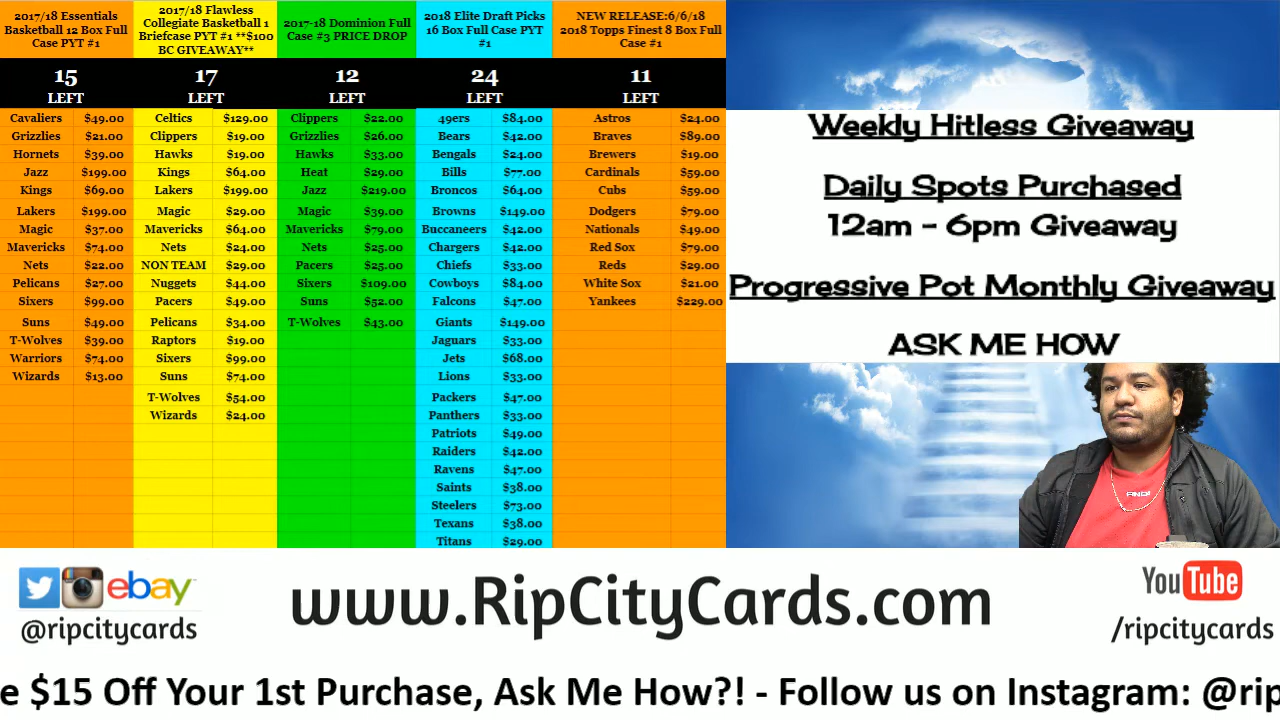 2017/18 Essentials
Basketball 12 Box Full
Case PYT #1
15
LEFT
Cavaliers $49.00
Grizzlies $21.00
Hornets $39.00
Jazz $199.00
Kings $69.00
Lakers $199.00
Magic $37.00
Mavericks $74.00
Nets $22.00
Pelicans $27.00
Sixers $99.00
Suns $49.00
T-Wolves $39.00
Warriors $74.00
Wizards $13.00
2017/18 Flawless
Collegiate Basketball 1
Briefcase PYT #1 **$100
BC GIVEAWAY**
17
LEFT
Celtics $129.00
Clippers $19.00
Hawks $19.00
Kings $64.00
Lakers $199.00
Magic $29.00
Mavericks $64.00
Nets $24.00
NON TEAM $29.00
Nuggets $44.00
Pacers $49.00
Pelicans $34.00
Raptors $19.00
Sixers $99.00
Suns $74.00
T-Wolves $54.00
Wizards $24.00
2017-18 Dominion Full
Case #3 PRICE DROP
12
LEFT
Clippers $22.00
Grizzlies $26.00
Hawks $33.00
Heat $29.00
Jazz $219.00
Magic $39.00
Mavericks $79.00
Nets $25.00
Pacers $25.00
Sixers $109.00
Suns $52.00
T-Wolves $43.00
2018 Elite Draft Picks
16 Box Full Case PYT
#1
24
LEFT
49ers $84.00
Bears $42.00
Bengals $24.00
Bills $77.00
Broncos $64.00
Browns $149.00
Buccaneers $42.00
Chargers $42.00
Chiefs $33.00
Cowboys $84.00
Falcons $47.00
Giants $149.00
Jaguars $33.00
Jets $68.00
Lions $33.00
Packers $47.00
Panthers $33.00
Patriots $49.00
Raiders $42.00
Ravens $47.00
Saints $38.00
Steelers $73.00
Texans $38.00
Titans $29.00
NEW RELEASE:6/6/18
2018 Topps Finest 8 Box Full
Case #1
11
LEFT
Astros $24.00
Braves $89.00
Brewers $19.00
Cardinals $59.00
Cubs $59.00
Dodgers $79.00
Nationals $49.00
Red Sox $79.00
Reds $29.00
White Sox $21.00
Yankees $229.00
Weekly Hitless Giveaway
Daily Spots Purchased
12am - 6pm Giveaway
Progressive Pot Monthly Giveaway
ASK ME HOW
ebay
@ripcitycards
www.RipCityCards.com
YouTube
/ripcitycards
e $15 Off Your 1st Purchase, Ask Me How?! - Follow us on Instagram: @rip